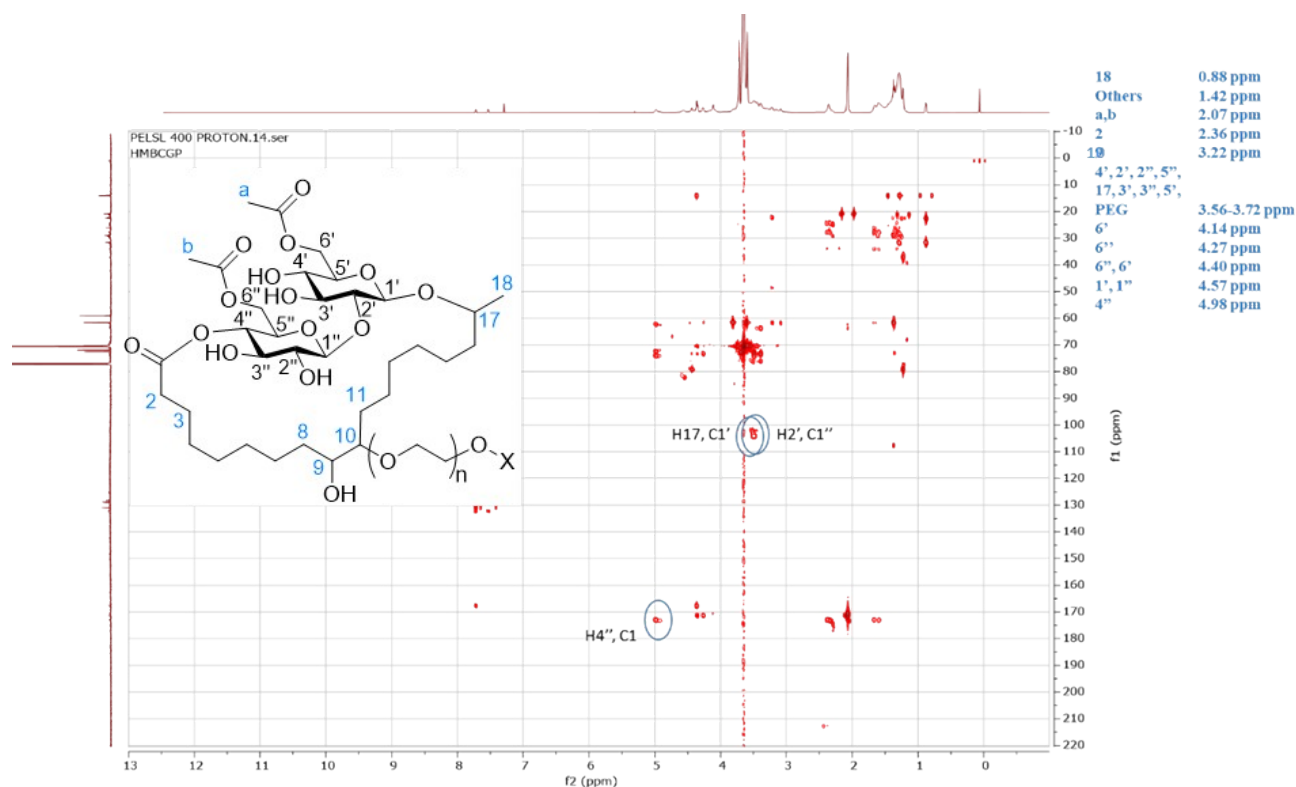 PELSL 400 PROTON.14.ser
HMBCGP
a
O
O
b
O
6'
O
4'
5'
O
HO
1'
O
18
6''
HO
3'
2'
17
O
4''
5''
O
O
O
1''
HO
3''
2''
OH
11
2
3
8
10
O
O
X
9
n
OH
H17, C1'
H2', C1''
H4'', C1
18 0.88 ppm
Others 1.42 ppm
a,b 2.07 ppm
2 2.36 ppm
3.22 ppm
4', 2', 2'', 5'',
17, 3', 3'', 5',
PEG 3.56-3.72 ppm
6' 4.14 ppm
6'' 4.27 ppm
6'', 6' 4.40 ppm
1', 1'' 4.57 ppm
4'' 4.98 ppm
-10
0
10
20
30
40
50
60
70
80
90
100
110
120
130
140
150
160
170
180
190
200
210
220
f1 (ppm)
13 12 11 10 9 8 7 6 5 4 3 2 1 0
f2 (ppm)